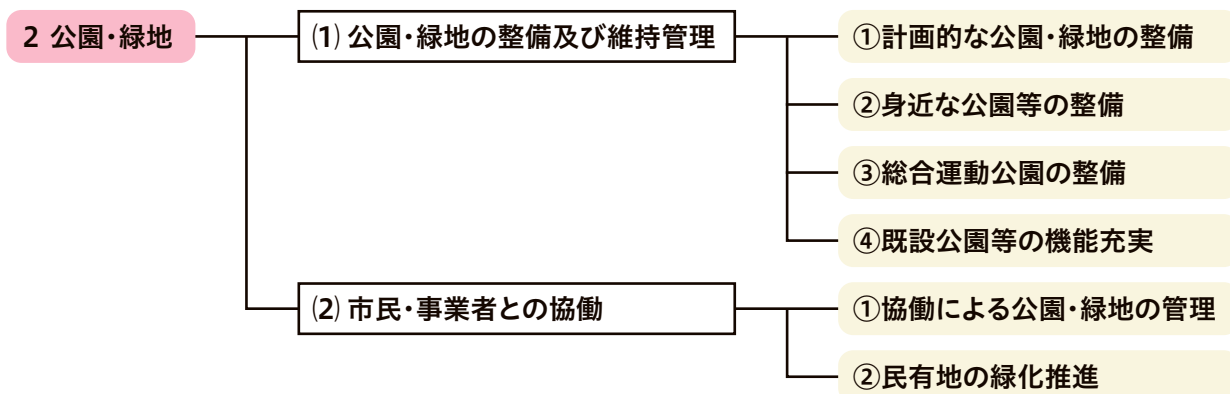 2 公園・緑地
⑴ 公園・緑地の整備及び維持管理
①計画的な公園・緑地の整備
②身近な公園等の整備
③総合運動公園の整備
④既設公園等の機能充実
⑵ 市民・事業者との協働
①協働による公園・緑地の管理
②民有地の緑化推進